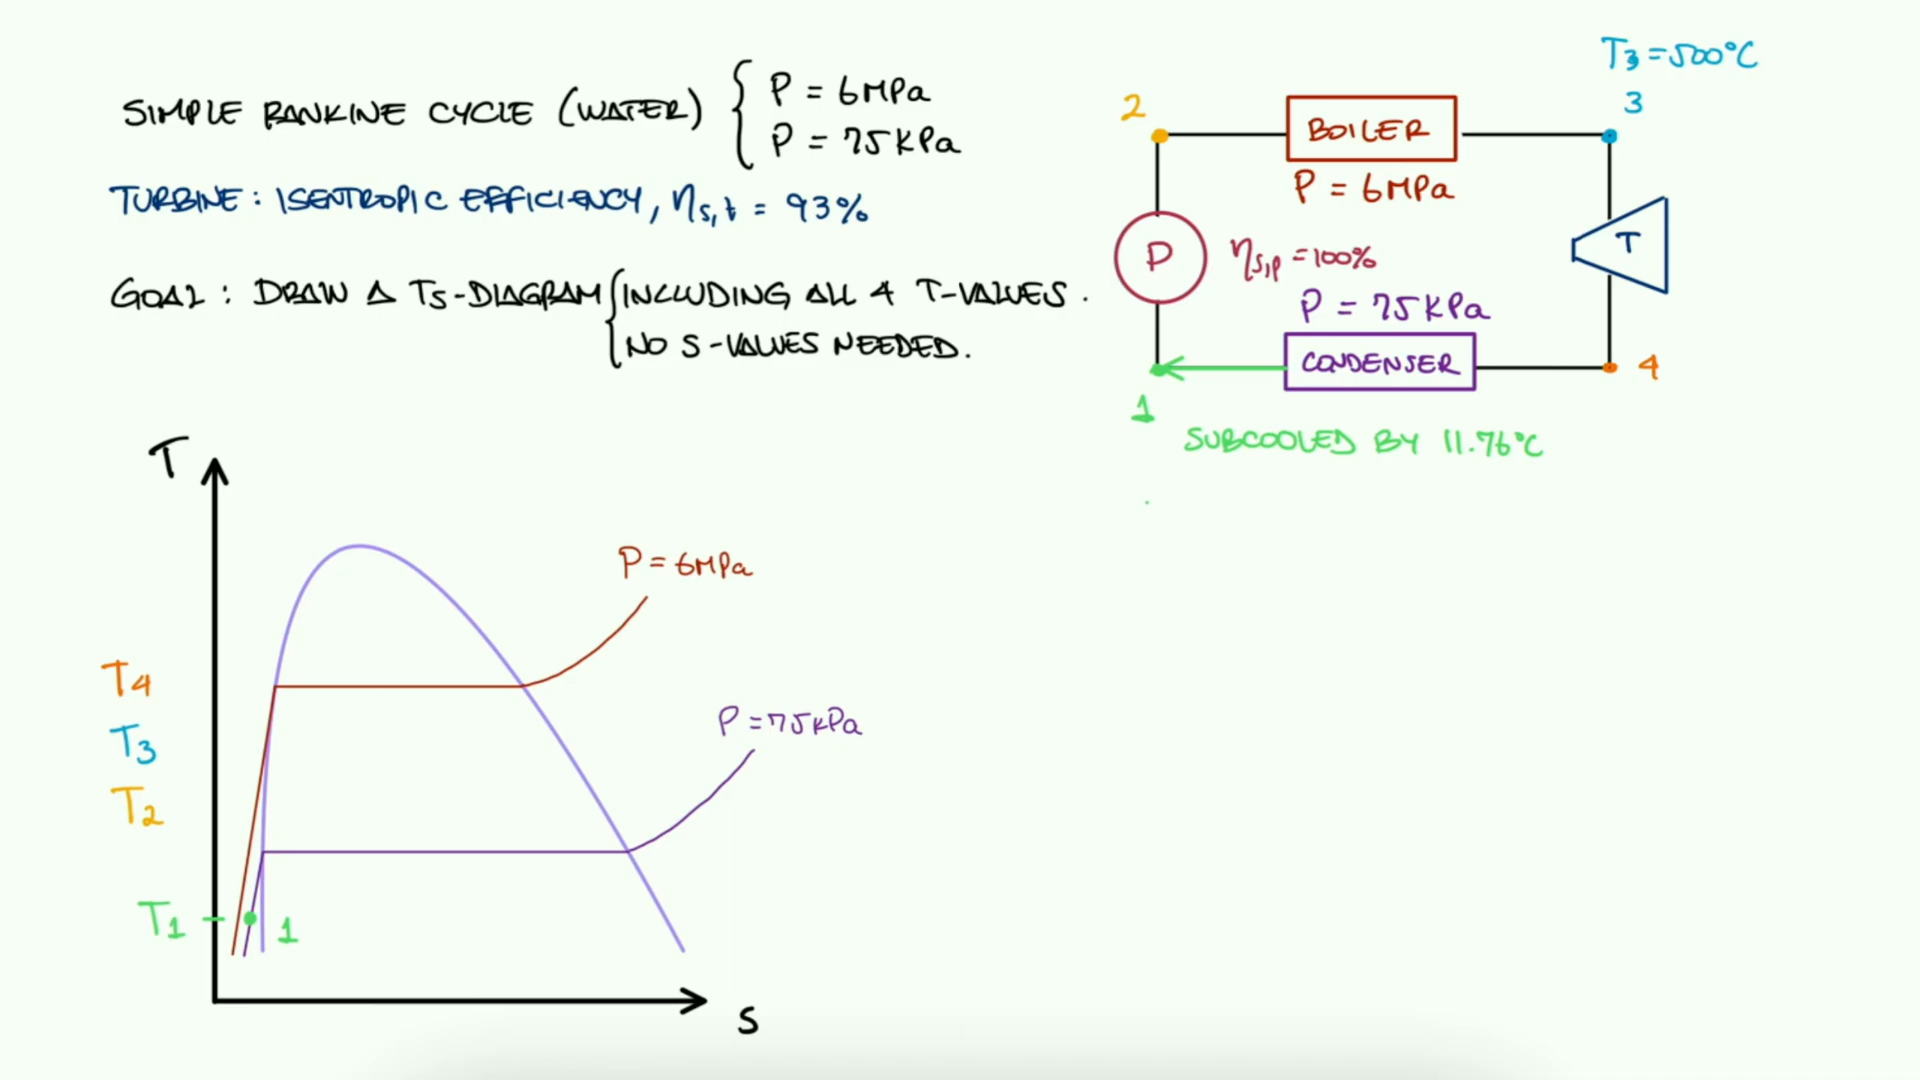 SIMPLE RANKINE CYCLE (WATER) { P = 6MPa
P = 75kPa
TURBINE: ISENTROPIC EFFICIENCY, ηs,t = 93%
GOAL: DRAW A TS-DIAGRAM { INCLUDING ALL 4 T-VALUES.
NO S-VALUES NEEDED.
T3 = 500°C
2
3
BOILER
P = 6MPa
P
ηs,p = 100%
T
P = 75kPa
CONDENSER
4
1
SUBCOOLED BY 11.76°C
T
P = 6MPa
T4
P = 75kPa
T3
T2
T1
1
S